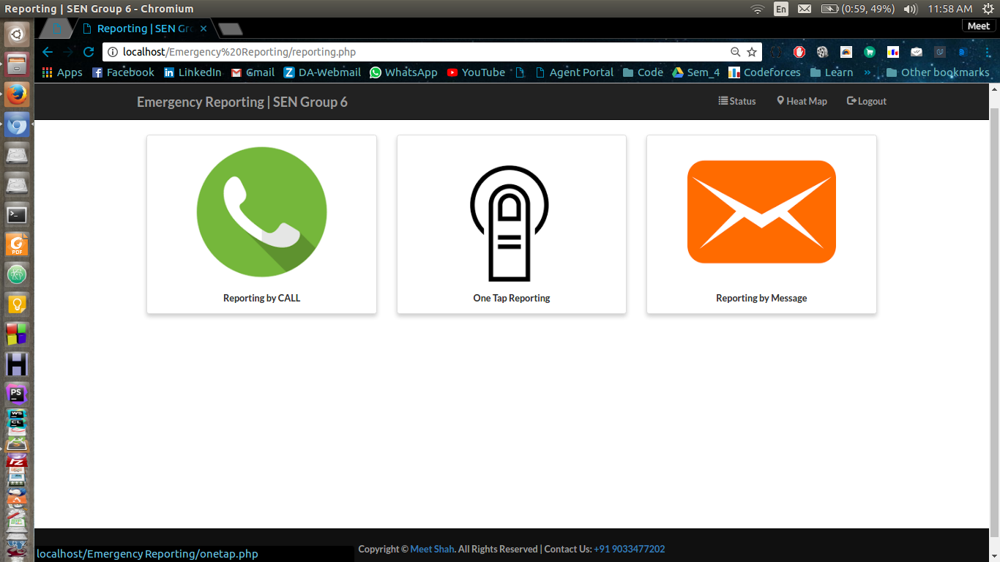 Reporting | SEN Group 6 - Chromium
En
(0:59, 49%)
11:58 AM
Reporting | SEN Gr
Meet
localhost/Emergency%20Reporting/reporting.php
Apps
Facebook
LinkedIn
Gmail
DA-Webmail
WhatsApp
YouTube
Agent Portal
Code
Sem_4
Codeforces
Learn
»
Other bookmarks
Emergency Reporting | SEN Group 6
Status
Heat Map
Logout
Reporting by CALL
One Tap Reporting
Reporting by Message
PDF
PS
WS
CL
FZ
Copyright © Meet Shah. All Rights Reserved | Contact Us: +91 9033477202
localhost/Emergency Reporting/onetap.php